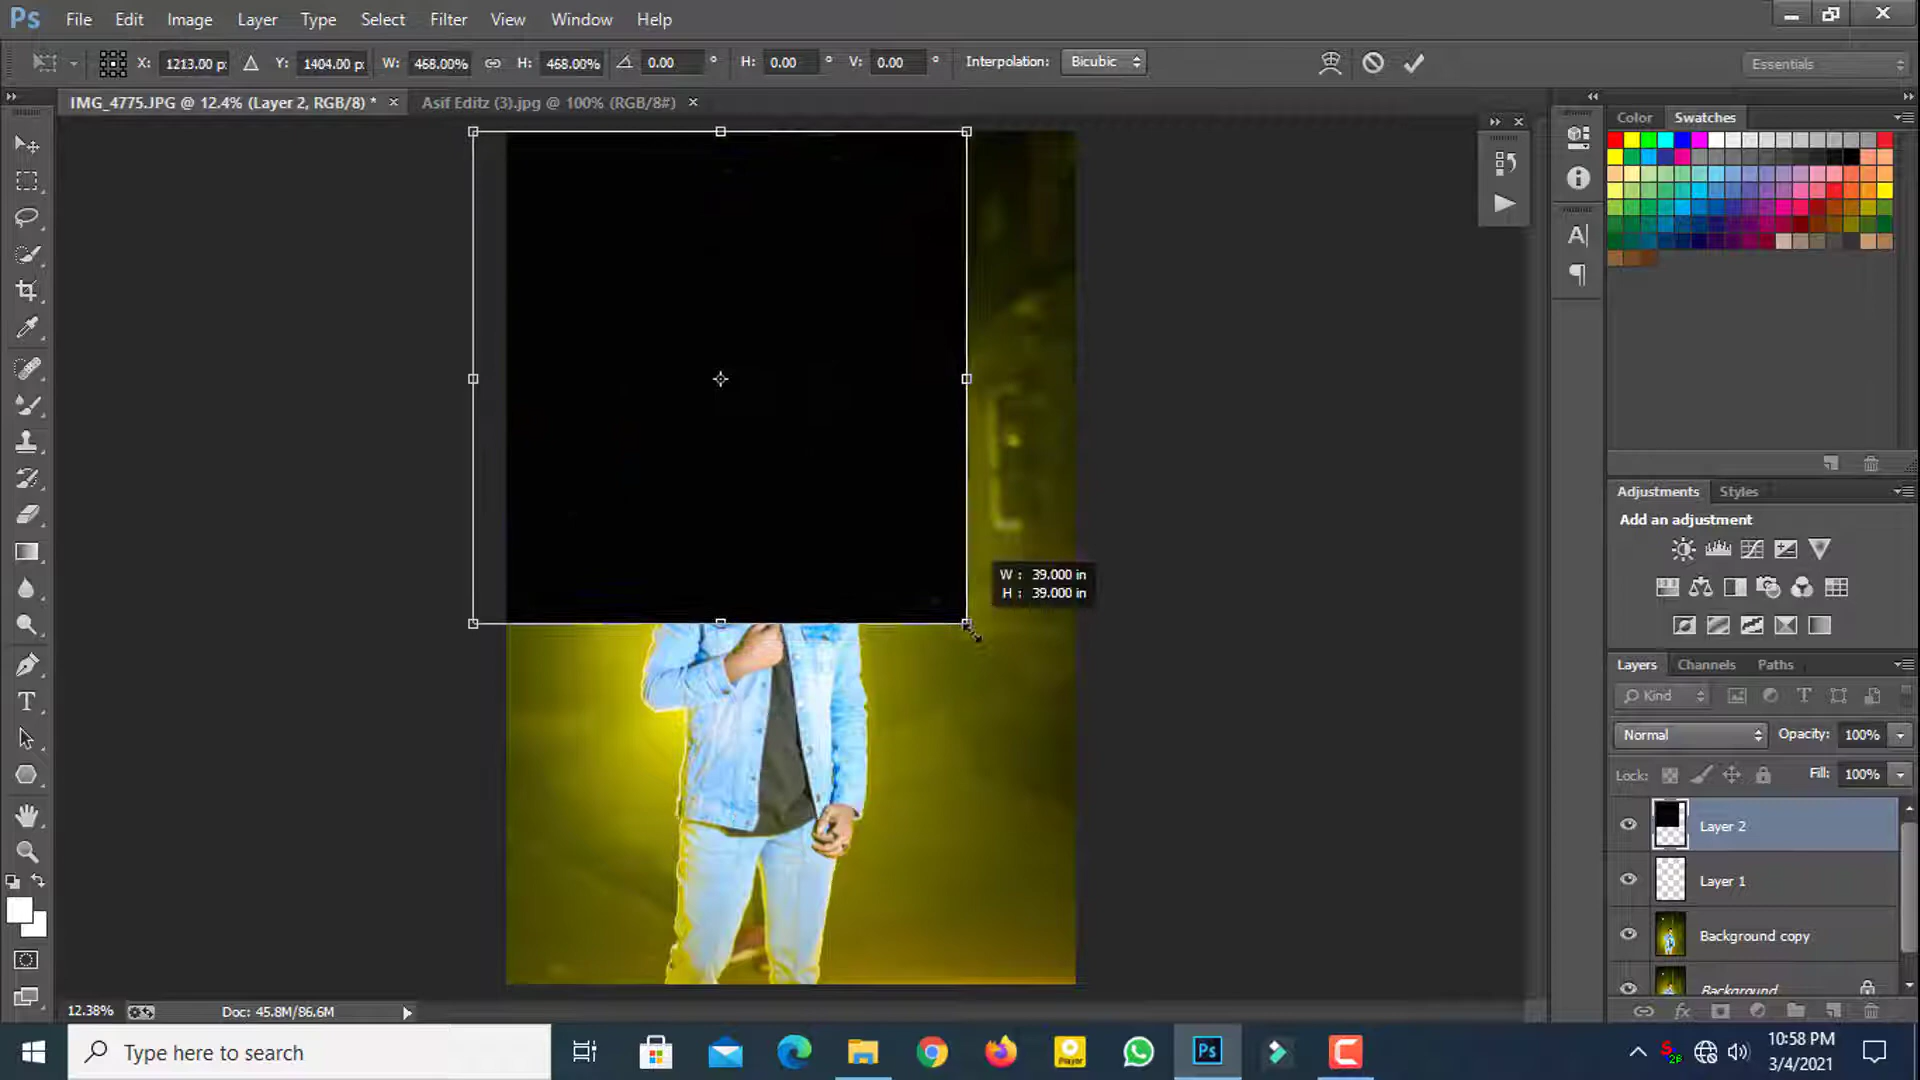 Ps File Edit Image Layer Type Select Filter View Window Help
X: 1213.00 p: Y: 1404.00 p: W: 468.00% H: 468.00% 0.00 ° H: 0.00 ° V: 0.00 ° Interpolation: Bicubic Essentials
IMG_4775.JPG @ 12.4% (Layer 2, RGB/8) * × Asif Editz (3).jpg @ 100% (RGB/8#) ×
Color Swatches
Adjustments Styles
Add an adjustment
W : 39.000 in
H : 39.000 in
Layers Channels Paths
Kind
Normal Opacity: 100%
Lock: Fill: 100%
Layer 2
Layer 1
Background copy
Background
12.38% Doc: 45.8M/86.6M
Type here to search
Player
Ps
10:58 PM
3/4/2021